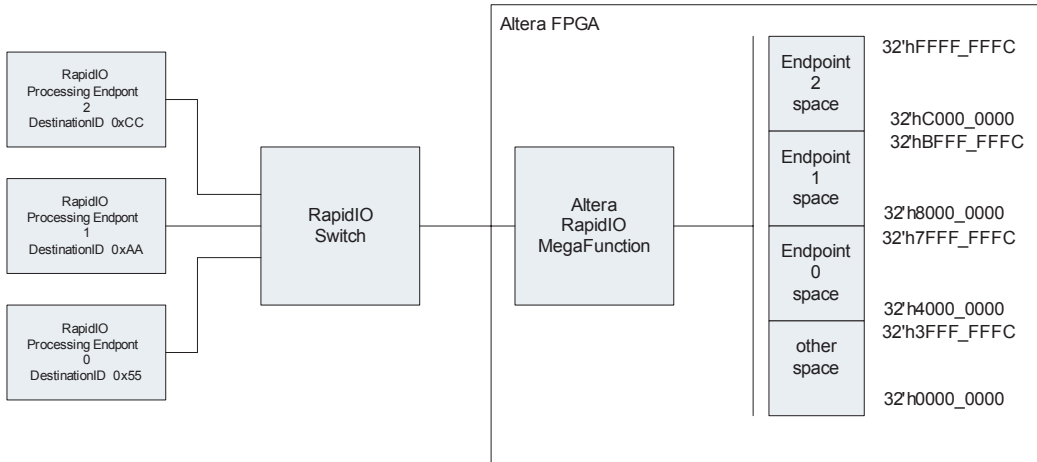 Altera FPGA
RapidIO
Processing Endpont
2
DestinationID 0xCC
RapidIO
Processing Endpont
1
DestinationID 0xAA
RapidIO
Processing Endpont
0
DestinationID 0x55
RapidIO
Switch
Altera
RapidIO
MegaFunction
Endpoint
2
space
Endpoint
1
space
Endpoint
0
space
other
space
32'hFFFF_FFFC
32'hC000_0000
32'hBFFF_FFFC
32'h8000_0000
32'h7FFF_FFFC
32'h4000_0000
32'h3FFF_FFFC
32'h0000_0000